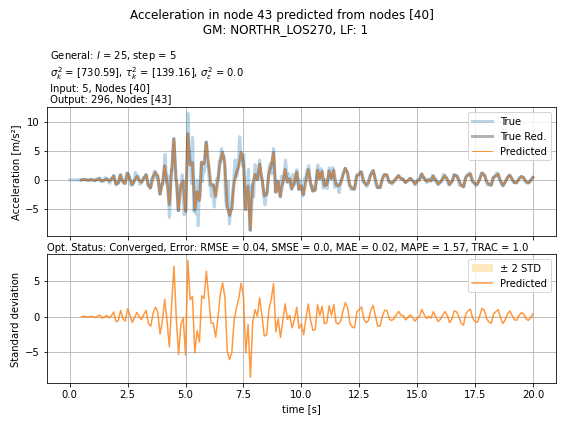 Acceleration in node 43 predicted from nodes [40]
GM: NORTHR_LOS270, LF: 1
General: l = 25, step = 5
σ²ₖ = [730.59], τ²ₖ = [139.16], σ²ε = 0.0
Input: 5, Nodes [40]
Output: 296, Nodes [43]
Acceleration [m/s²]
10
5
0
−5
True
True Red.
Predicted
Opt. Status: Converged, Error: RMSE = 0.04, SMSE = 0.0, MAE = 0.02, MAPE = 1.57, TRAC = 1.0
Standard deviation
5
0
−5
± 2 STD
Predicted
0.0 2.5 5.0 7.5 10.0 12.5 15.0 17.5 20.0
time [s]